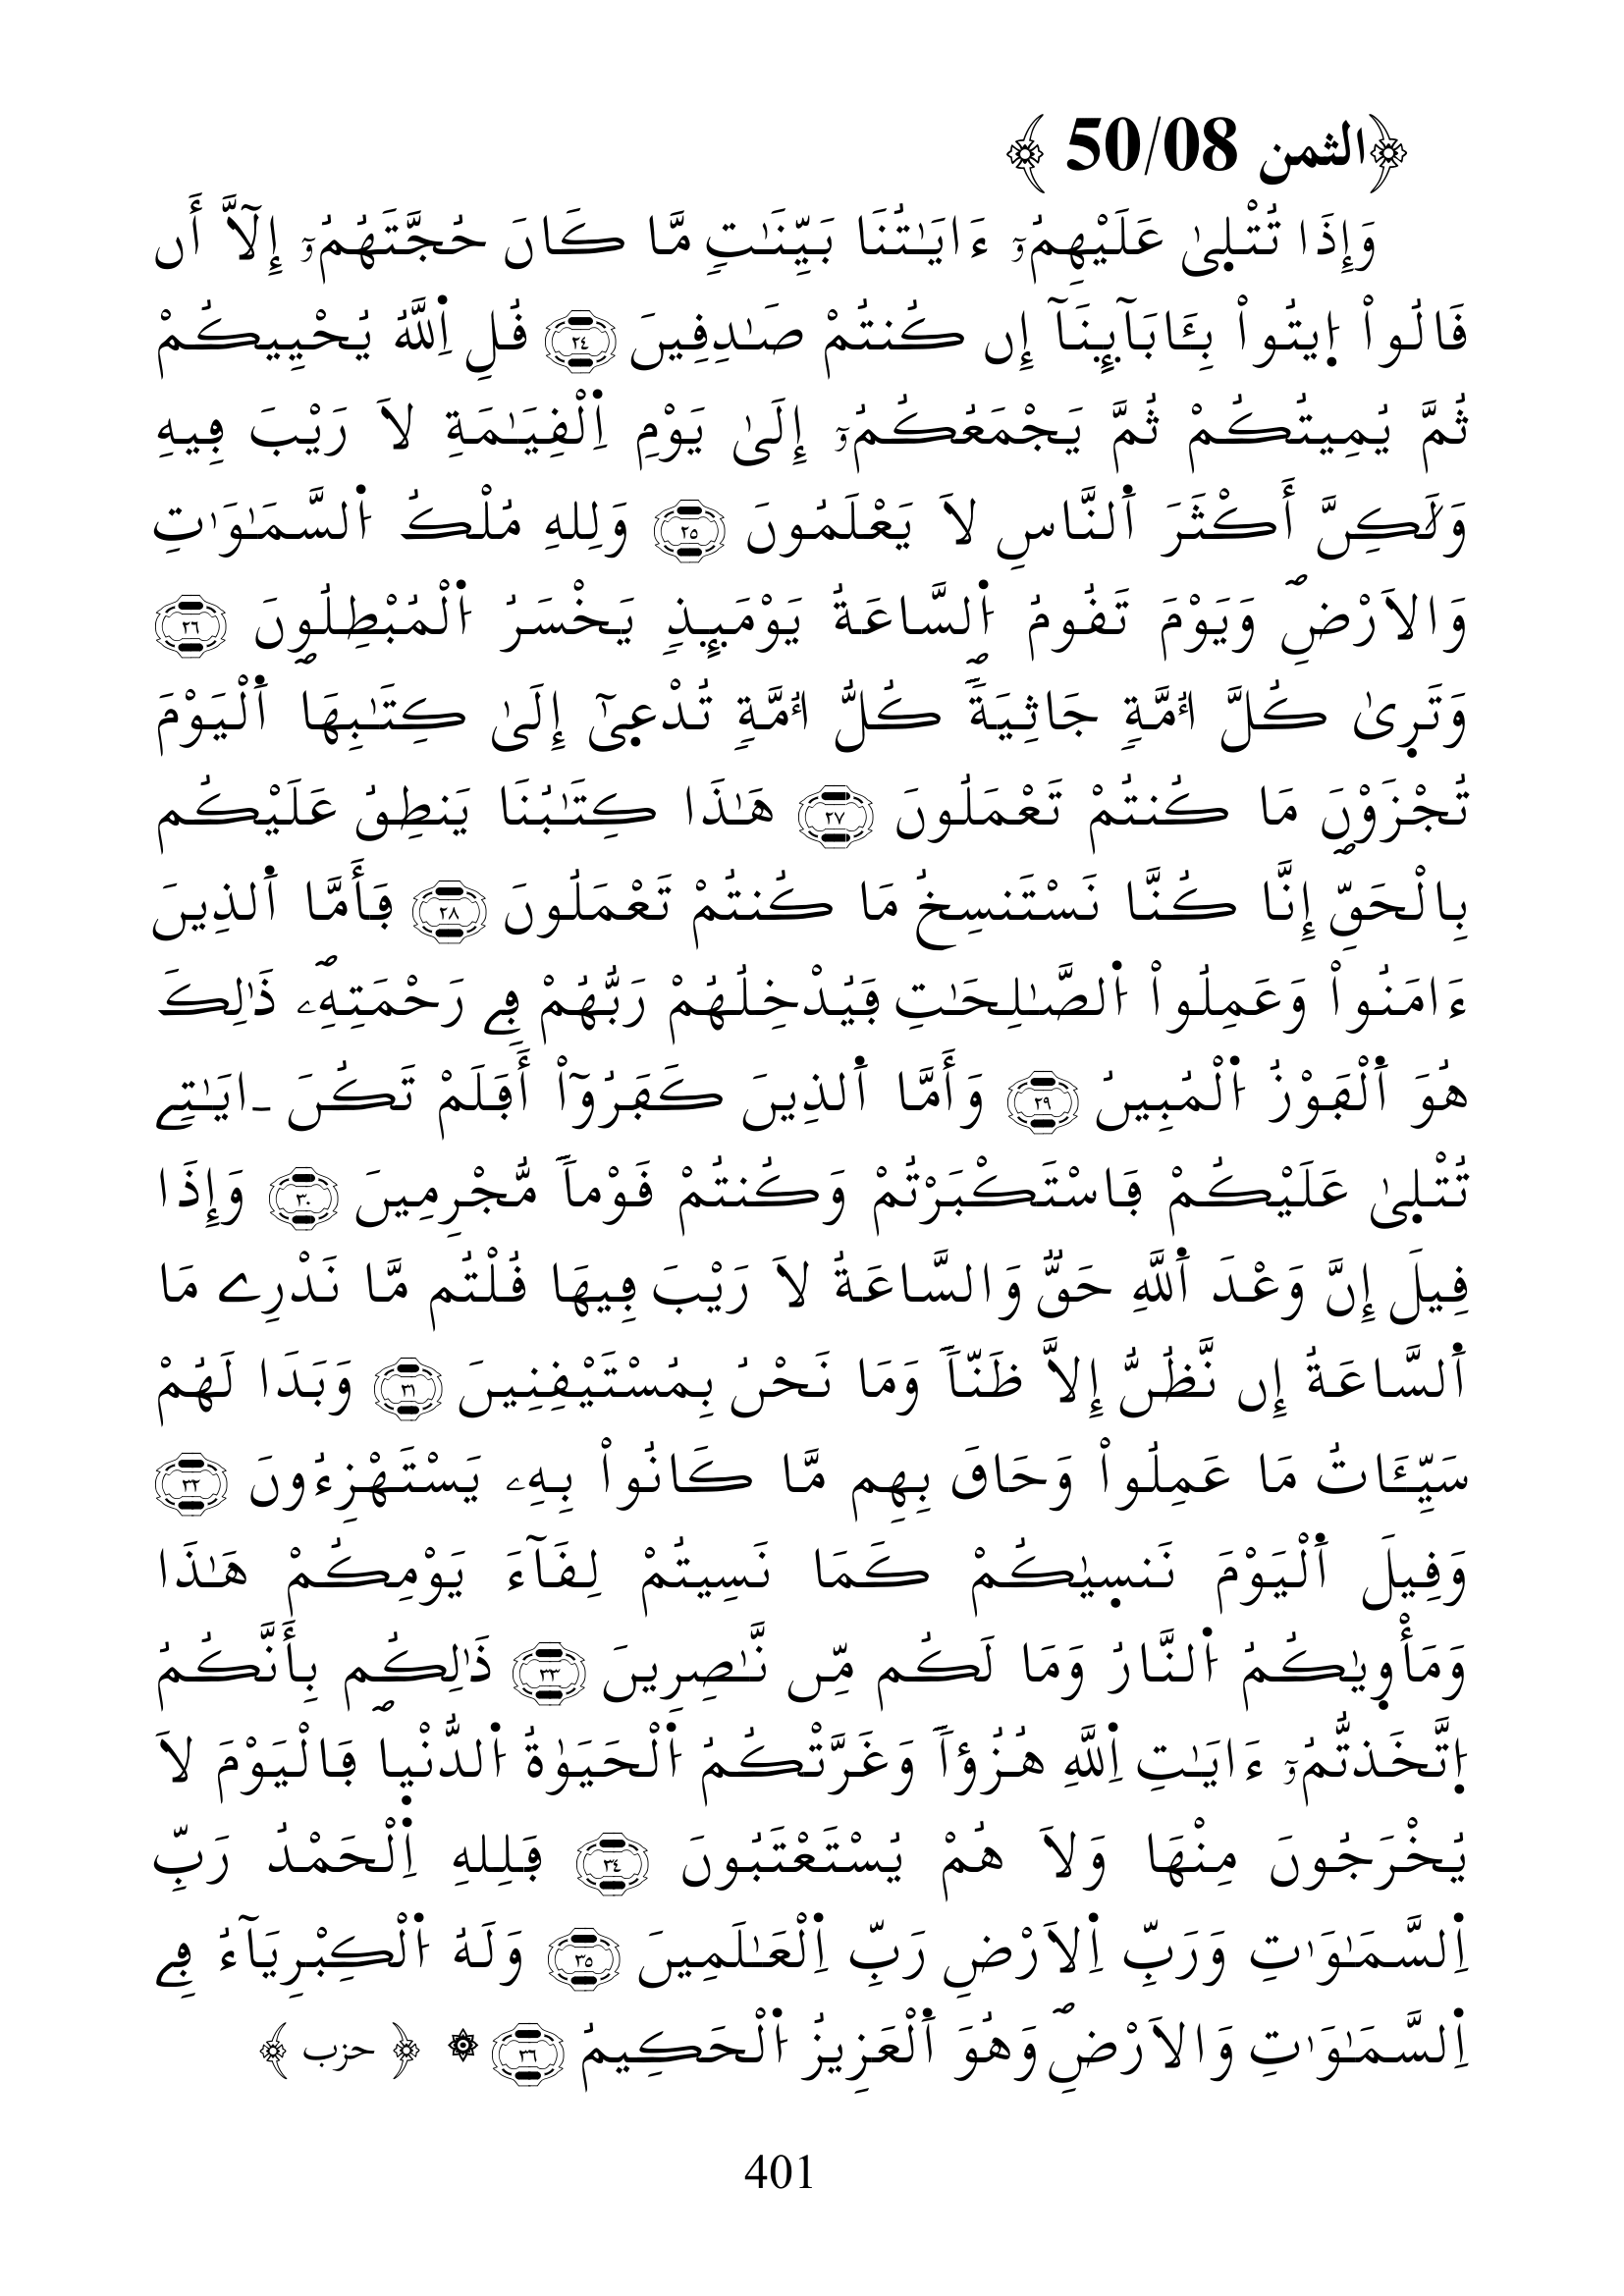 ﴿الثمن 50/08 ﴾
وَإِذَا تُتْلۭىٰ عَلَيْهِمُۥٓ ءَايَٰتُنَا بَيِّنَٰتٖ مَّا كَانَ حُجَّتَهُمُۥٓ إِلَّآ أَن
قَالُواْ اُ۪يتُواْ بِـَٔابَآئِنَآ إِن كُنتُمْ صَٰدِقِينَ ٢٤ قُلِ اِ۬للَّهُ يُحْيِيكُمْ
ثُمَّ يُمِيتُكُمْ ثُمَّ يَجْمَعُكُمُۥٓ إِلَىٰ يَوْمِ اِ۬لْقِيَٰمَةِ لَا رَيْبَ فِيهِ
وَلَٰكِنَّ أَكْثَرَ اَ۬لنَّاسِ لَا يَعْلَمُونَ ٢٥ وَلِلهِ مُلْكُ اُ۬لسَّمَٰوَٰتِ
وَالَارْضِۖ وَيَوْمَ تَقُومُ اُ۬لسَّاعَةُ يَوْمَئِذٖ يَخْسَرُ اُ۬لْمُبْطِلُونَۖ ٢٦
وَتَر۪ىٰ كُلَّ أُمَّةٖ جَاثِيَةٗۖ كُلُّ أُمَّةٖ تُدْع۪ىٰٓ إِلَىٰ كِتَٰبِهَا اَ۬لْيَوْمَ
تُجْزَوْنَۖ مَا كُنتُمْ تَعْمَلُونَ ٢٧ هَٰذَا كِتَٰبُنَا يَنطِقُ عَلَيْكُم
بِالْحَقِّۖ إِنَّا كُنَّا نَسْتَنسِخُ مَا كُنتُمْ تَعْمَلُونَ ٢٨ فَأَمَّا اَ۬لذِينَ
ءَامَنُواْ وَعَمِلُواْ اُ۬لصَّٰلِحَٰتِ فَيُدْخِلُهُمْ رَبُّهُمْ فِے رَحْمَتِهِۦۖ ذَٰلِكَ
هُوَ اَ۬لْفَوْزُ اُ۬لْمُبِينُ ٢٩ وَأَمَّا اَ۬لذِينَ كَفَرُوٓاْ أَفَلَمْ تَكُنَ ـايَٰتِے
تُتْل۪ىٰ عَلَيْكُمْ فَاسْتَكْبَرْتُمْ وَكُنتُمْ قَوْماٗ مُّجْرِمِينَ ٣٠ وَإِذَا
قِيلَ إِنَّ وَعْدَ اَ۬للَّهِ حَقّٞ وَالسَّاعَةُ لَا رَيْبَ فِيهَا قُلْتُم مَّا نَدْرِے مَا
اَ۬لسَّاعَةُ إِن نَّظُنُّ إِلَّا ظَنّاٗ وَمَا نَحْنُ بِمُسْتَيْقِنِينَ ٣١ وَبَدَا لَهُمْ
سَيِّـَٔاتُ مَا عَمِلُواْ وَحَاقَ بِهِم مَّا كَانُواْ بِهِۦ يَسْتَهْزِءُونَ ٣٢
وَقِيلَ اَ۬لْيَوْمَ نَنس۪يٰكُمْ كَمَا نَسِيتُمْ لِقَآءَ يَوْمِكُمْ هَٰذَا
وَمَأْو۪يٰكُمُ اُ۬لنَّارُ وَمَا لَكُم مِّن نَّٰصِرِينَ ٣٣ ذَٰلِكُمۖ بِأَنَّكُمُ
اُ۪تَّخَذتُّمُۥٓ ءَايَٰتِ اِ۬للَّهِ هُزُؤاٗ وَغَرَّتْكُمُ اُ۬لْحَيَوٰةُ اُ۬لدُّنْي۪اۖ فَالْيَوْمَ لَا
يُخْرَجُونَ مِنْهَا وَلَا هُمْ يُسْتَعْتَبُونَ ٣٤ فَلِلهِ اِ۬لْحَمْدُ رَبِّ
اِ۬لسَّمَٰوَٰتِ وَرَبِّ اِ۬لَارْضِ رَبِّ اِ۬لْعَٰلَمِينَ ٣٥ وَلَهُ اُ۬لْكِبْرِيَآءُ فِے
اِ۬لسَّمَٰوَٰتِ وَالَارْضِۖ وَهُوَ اَ۬لْعَزِيزُ اُ۬لْحَكِيمُ ٣٦ ۞ ﴿ حزب ﴾
401